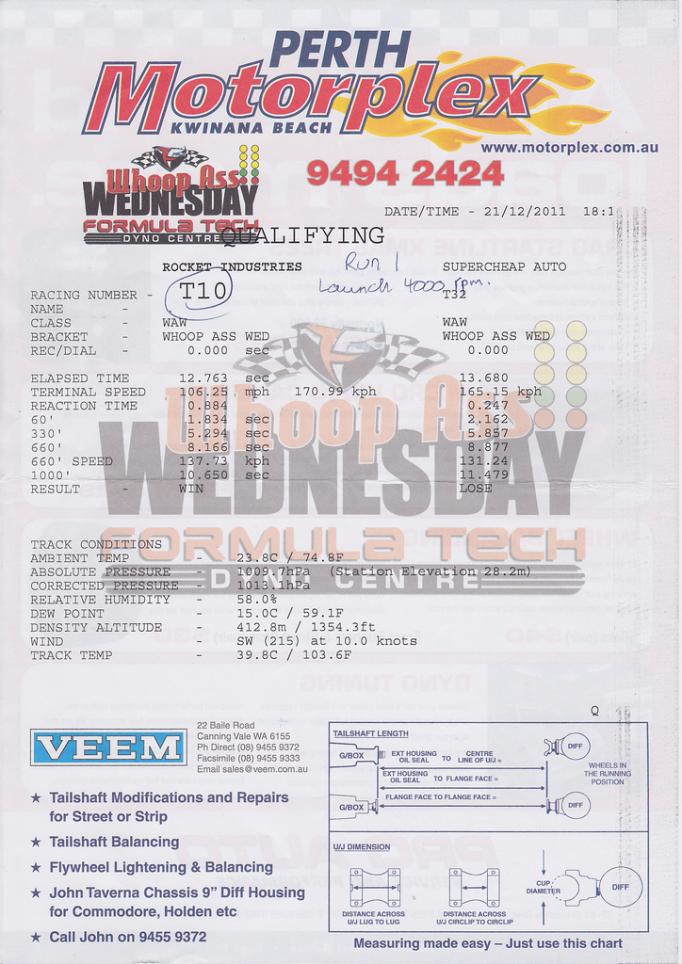 PERTH
Motorplex
KWINANA BEACH
www.motorplex.com.au
Whoop Ass
WEDNESDAY
FORMULA TECH
DYNO CENTRE
9494 2424
DATE/TIME - 21/12/2011 18:1
QUALIFYING
ROCKET INDUSTRIES Run 1 SUPERCHEAP AUTO
Launch 4000 rpm.
RACING NUMBER - T10 T32
NAME -
CLASS - WAW WAW
BRACKET - WHOOP ASS WED WHOOP ASS WED
REC/DIAL - 0.000 sec 0.000
ELAPSED TIME 12.763 sec 13.680
TERMINAL SPEED 106.25 mph 170.99 kph 165.15 kph
REACTION TIME 0.884 0.247
60' 1.834 sec 2.162
330' 5.294 sec 5.857
660' 8.166 sec 8.877
660' SPEED 137.73 kph 131.24
1000' 10.650 sec 11.479
RESULT - WIN LOSE
Whoop Ass
WEDNESDAY
FORMULA TECH
DYNO CENTRE
TRACK CONDITIONS
AMBIENT TEMP - 23.8C / 74.8F
ABSOLUTE PRESSURE - 1009.7hPa (Station Elevation 28.2m)
CORRECTED PRESSURE - 1013.1hPa
RELATIVE HUMIDITY - 58.0%
DEW POINT - 15.0C / 59.1F
DENSITY ALTITUDE - 412.8m / 1354.3ft
WIND - SW (215) at 10.0 knots
TRACK TEMP - 39.8C / 103.6F
Q
VEEM
22 Baile Road
Canning Vale WA 6155
Ph Direct (08) 9455 9372
Facsimile (08) 9455 9333
Email sales@veem.com.au
★ Tailshaft Modifications and Repairs
for Street or Strip
★ Tailshaft Balancing
★ Flywheel Lightening & Balancing
★ John Taverna Chassis 9" Diff Housing
for Commodore, Holden etc
★ Call John on 9455 9372
TAILSHAFT LENGTH
G/BOX EXT HOUSING OIL SEAL TO CENTRE LINE OF U/J = DIFF
EXT HOUSING OIL SEAL TO FLANGE FACE =
WHEELS IN THE RUNNING POSITION
G/BOX FLANGE FACE TO FLANGE FACE = DIFF
U/J DIMENSION
CUP DIAMETER DIFF
DISTANCE ACROSS U/J LUG TO LUG
DISTANCE ACROSS U/J CIRCLIP TO CIRCLIP
Measuring made easy – Just use this chart